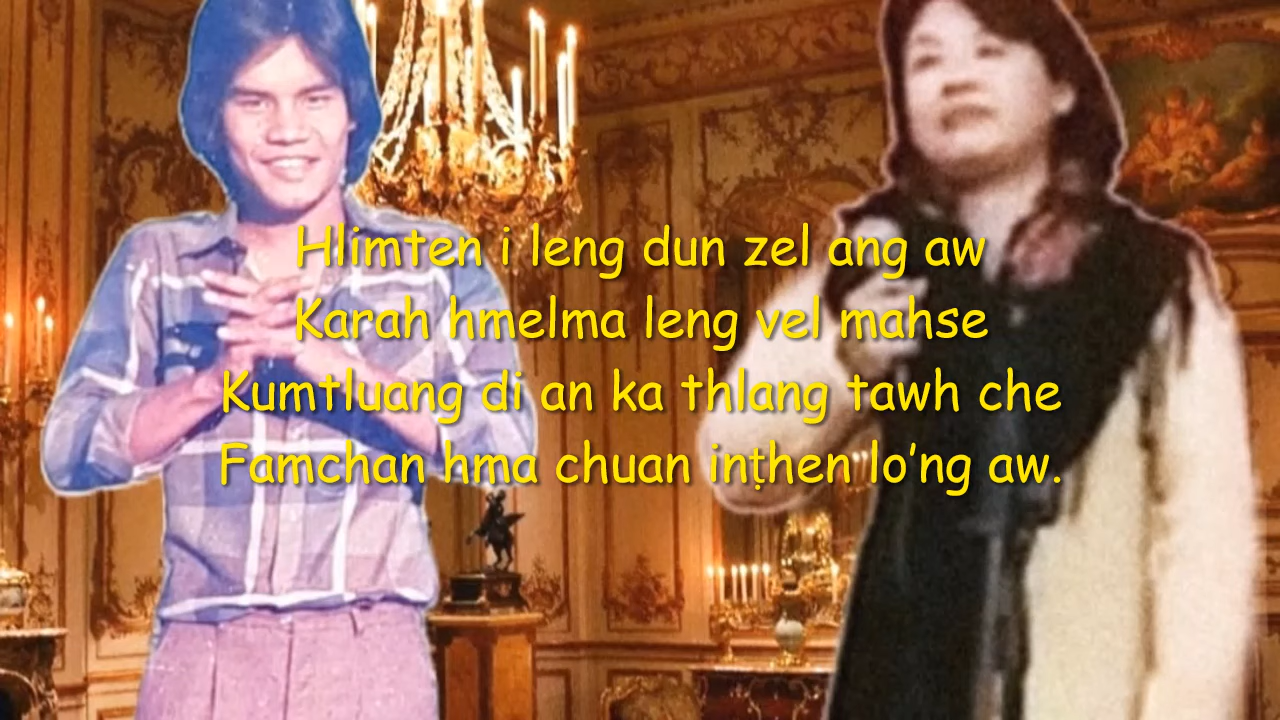 Hlimten i leng dun zel ang aw
Karah hmelma leng vel mahse
Kumtluang di an ka thlang tawh che
Famchan hma chuan inṭhen lo'ng aw.